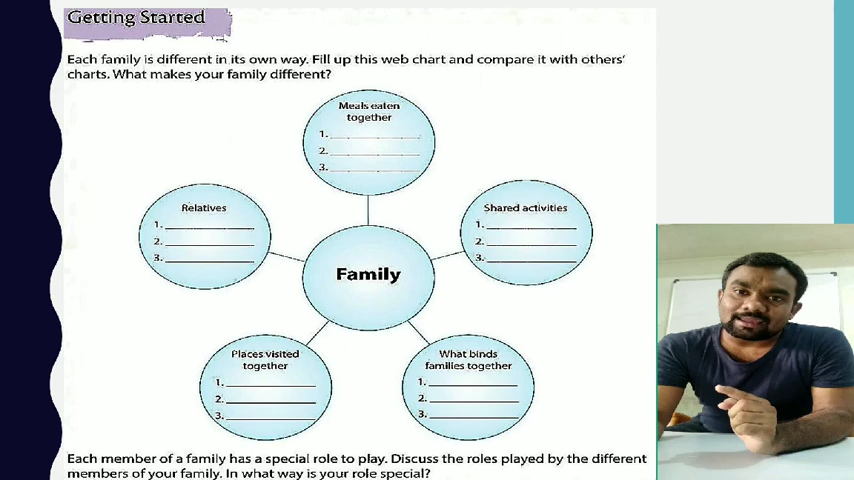 Getting Started
Each family is different in its own way. Fill up this web chart and compare it with others'
charts. What makes your family different?
Meals eaten
together
1.
2.
3.
Relatives
1.
2.
3.
Shared activities
1.
2.
3.
Family
Places visited
together
1.
2.
3.
What binds
families together
1.
2.
3.
Each member of a family has a special role to play. Discuss the roles played by the different
members of your family. In what way is your role special?